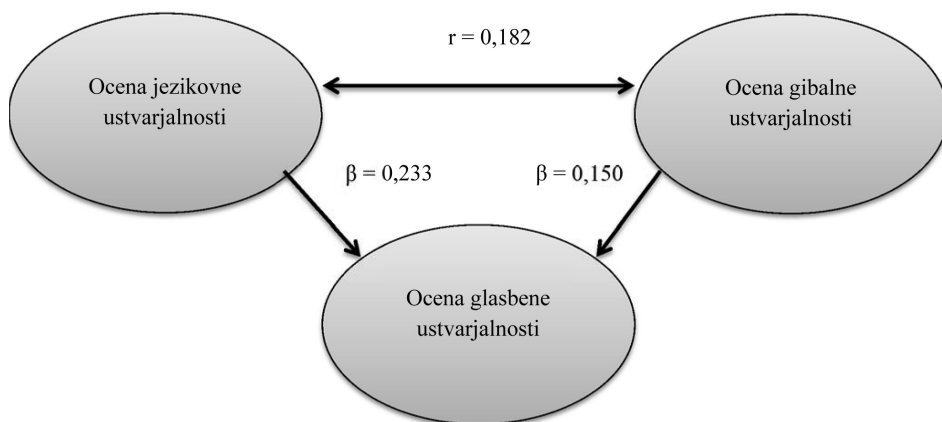 r = 0,182
Ocena jezikovne
ustvarjalnosti
Ocena gibalne
ustvarjalnosti
β = 0,233
β = 0,150
Ocena glasbene
ustvarjalnosti